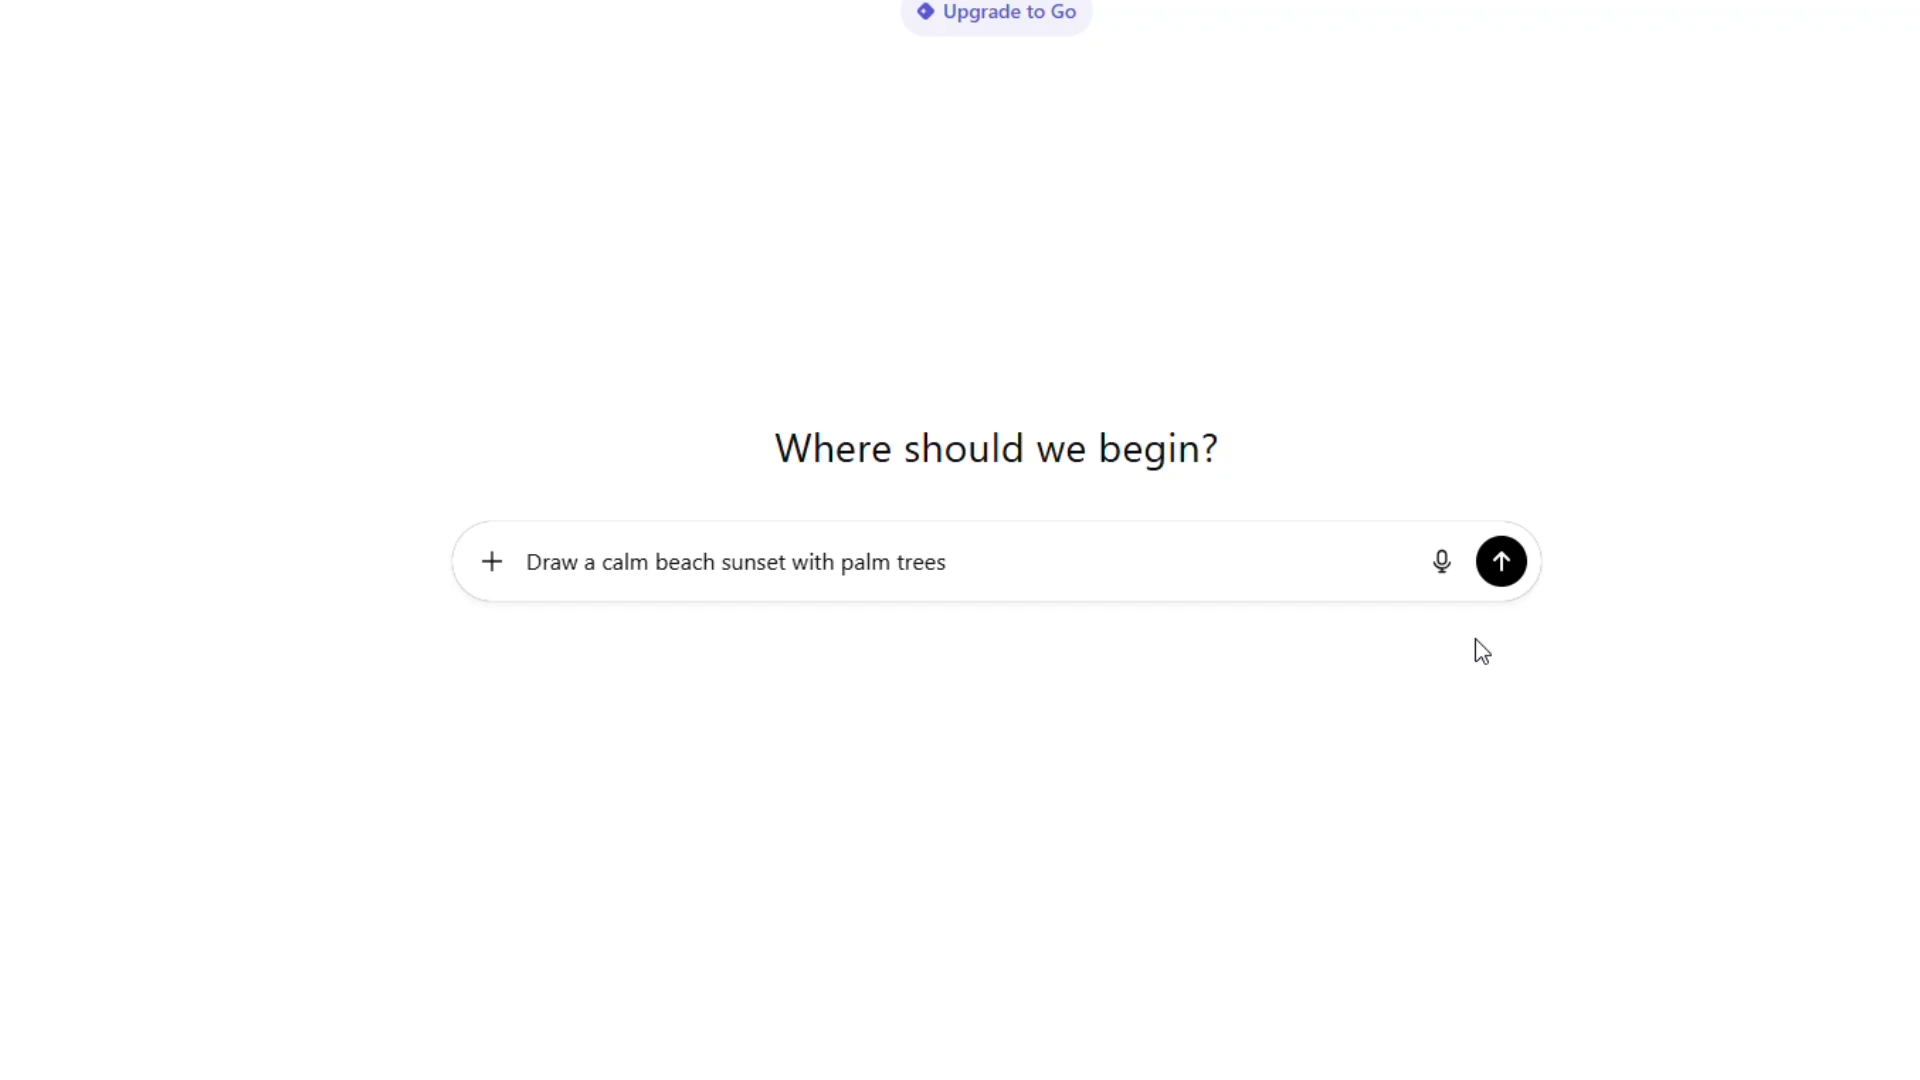 Upgrade to Go
Where should we begin?
Draw a calm beach sunset with palm trees